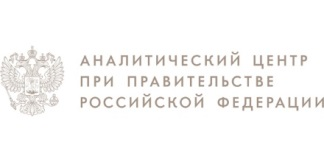 АНАЛИТИЧЕСКИЙ ЦЕНТР
ПРИ ПРАВИТЕЛЬСТВЕ
РОССИЙСКОЙ ФЕДЕРАЦИИ